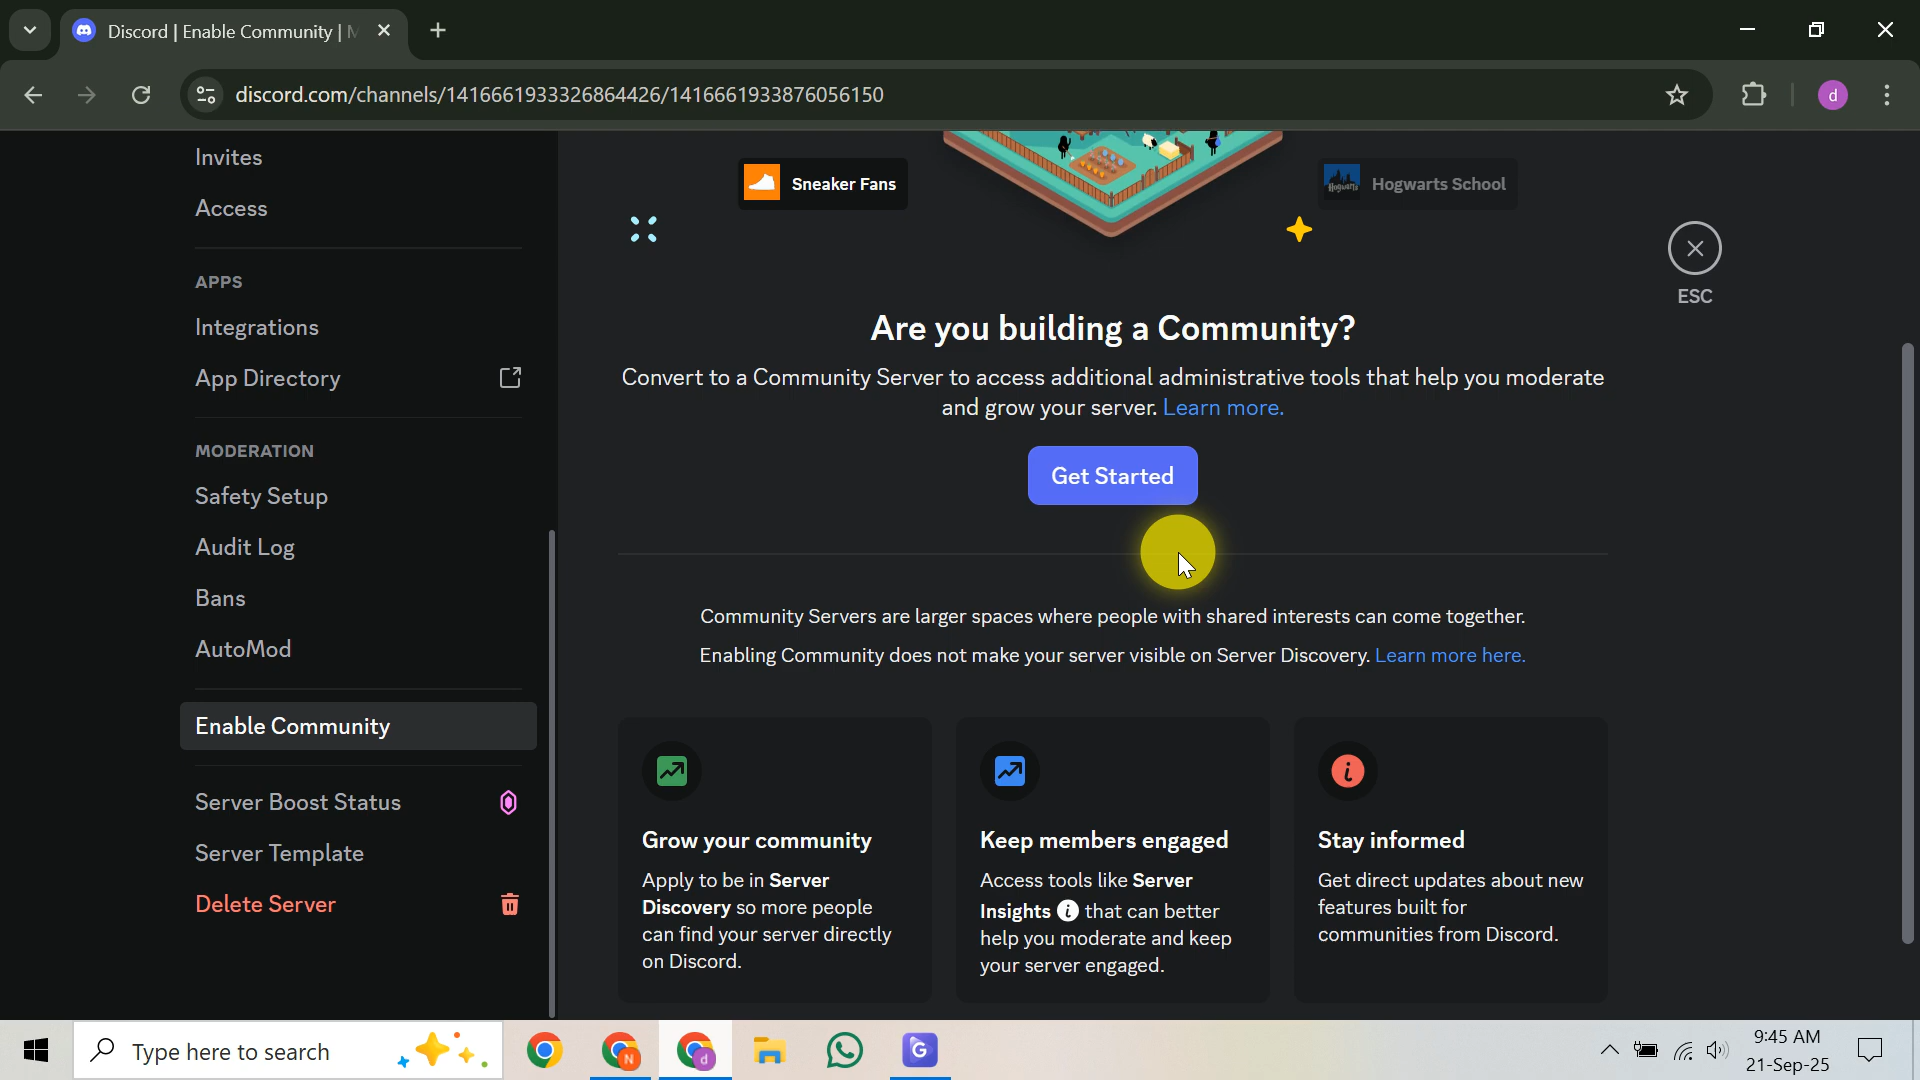 Discord | Enable Community |
discord.com/channels/1416661933326864426/1416661933876056150
d
Invites
Access
APPS
Integrations
App Directory
MODERATION
Safety Setup
Audit Log
Bans
AutoMod
Enable Community
Server Boost Status
Server Template
Delete Server
Sneaker Fans
Hogwarts
Hogwarts School
ESC
Are you building a Community?
Convert to a Community Server to access additional administrative tools that help you moderate
and grow your server. Learn more.
Get Started
Community Servers are larger spaces where people with shared interests can come together.
Enabling Community does not make your server visible on Server Discovery. Learn more here.
Grow your community
Apply to be in Server
Discovery so more people
can find your server directly
on Discord.
Keep members engaged
Access tools like Server
Insights i that can better
help you moderate and keep
your server engaged.
i
Stay informed
Get direct updates about new
features built for
communities from Discord.
Type here to search
N
d
G
9:45 AM
21-Sep-25